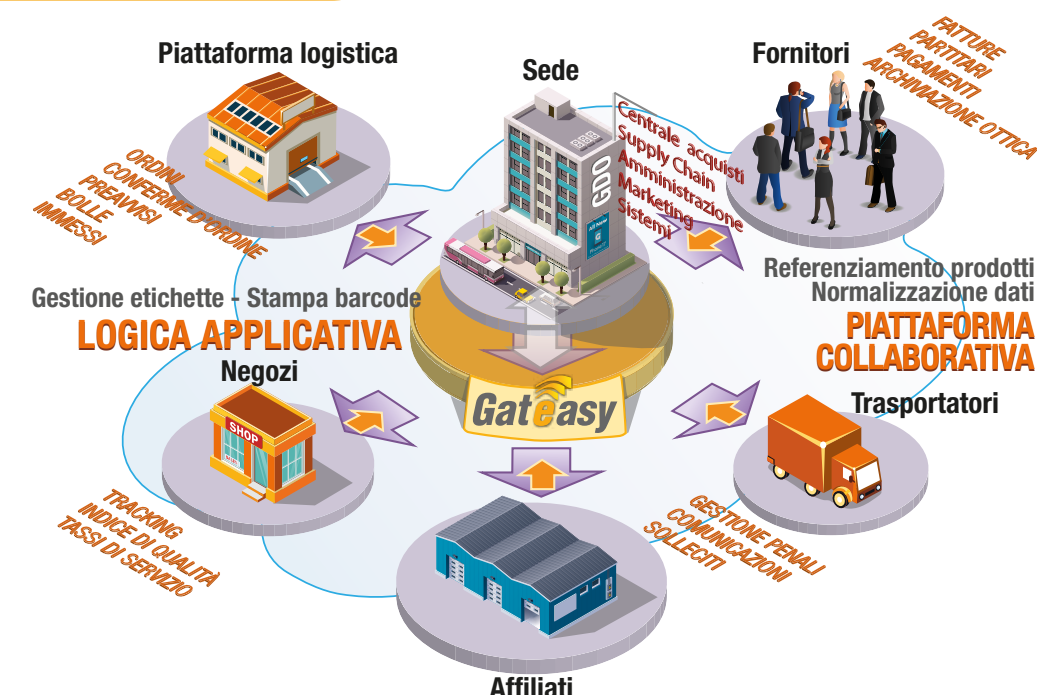 Piattaforma logistica
Sede
Fornitori
FATTURE
PARTITARI
PAGAMENTI
ARCHIVIAZIONE OTTICA
Centrale acquisti
Supply Chain
Amministrazione
Marketing
Sistemi
GDO
ORDINI
CONFERME D'ORDINE
PREAVVISI
BOLLE
IMMESSI
Gestione etichette - Stampa barcode
LOGICA APPLICATIVA
Referenziamento prodotti
Normalizzazione dati
PIATTAFORMA
COLLABORATIVA
Negozi
SHOP
Gateasy
Trasportatori
TRACKING
INDICE DI QUALITÀ
TASSI DI SERVIZIO
GESTIONE PENALI
COMUNICAZIONI
SOLLECITI
Affiliati